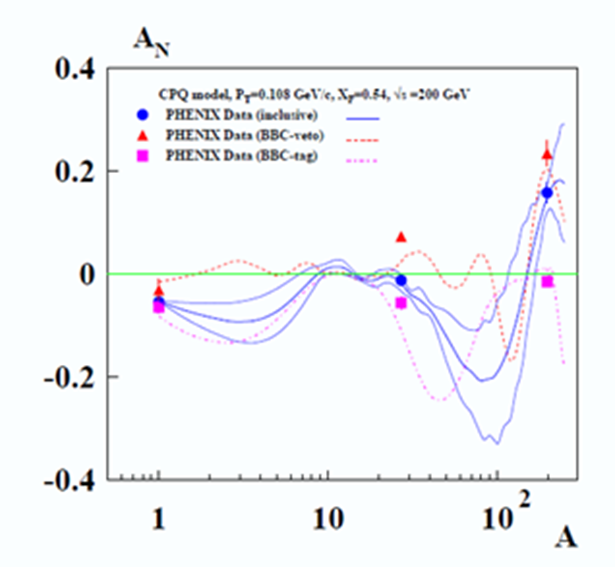 A_N
0.4
CPQ model, P_T=0.108 GeV/c, X_F=0.54, √s =200 GeV
PHENIX Data (inclusive)
PHENIX Data (BBC-veto)
PHENIX Data (BBC-tag)
0.2
0
-0.2
-0.4
1 10 10^2
A